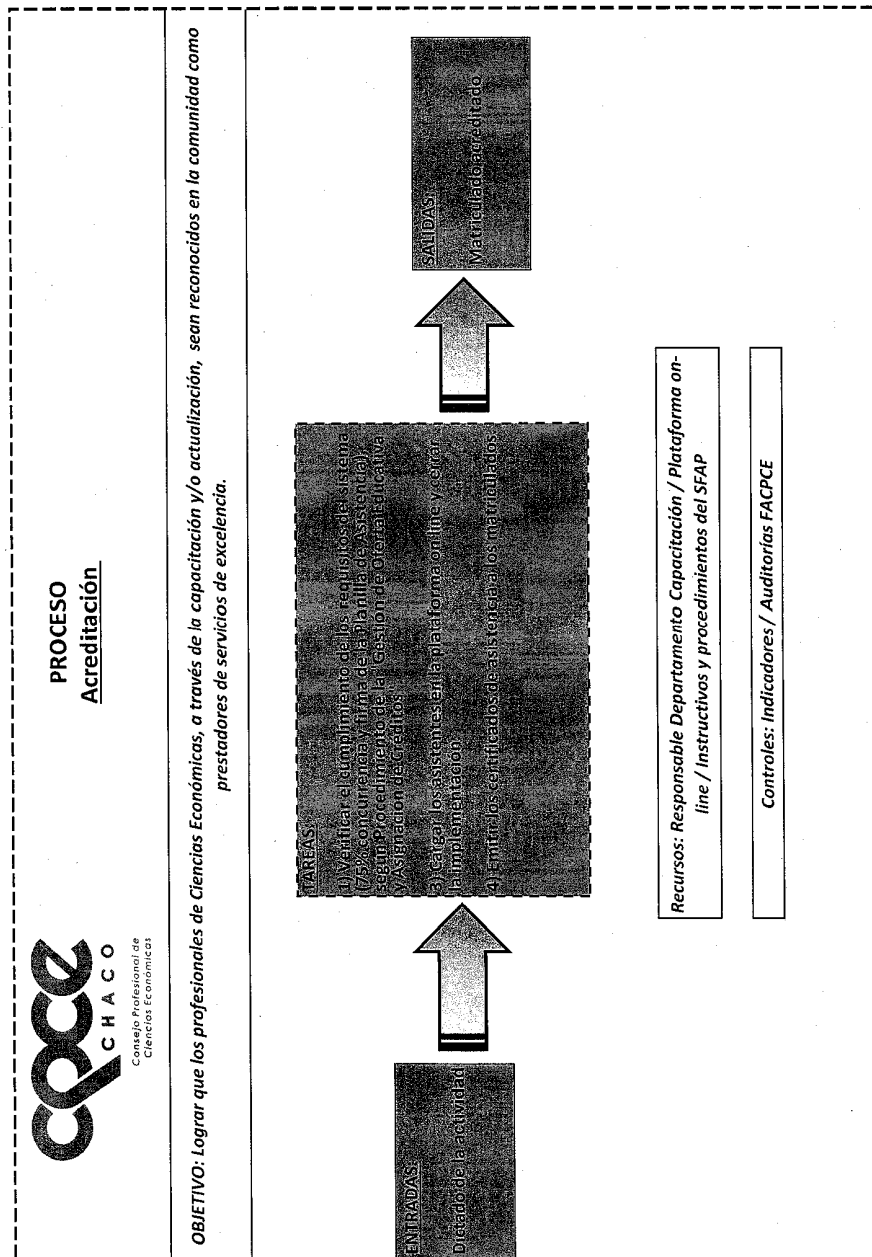 cpce
CHACO
Consejo Profesional de
Ciencias Económicas
PROCESO
Acreditación
OBJETIVO: Lograr que los profesionales de Ciencias Económicas, a través de la capacitación y/o actualización, sean reconocidos en la comunidad como
prestadores de servicios de excelencia.
ENTRADAS:
Dictado de la actividad
TAREAS:
1) Verificar el cumplimiento de los requisitos del sistema
(75% concurrencia y firma de la planilla de Asistencia),
según Procedimiento de la Gestión de Oferta Educativa
y Asignación de Créditos
3) Cargar los asistentes en la plataforma on line y cerrar
la implementación
4) Emitir los certificados de asistencia a los matriculados
SALIDAS:
Matriculado acreditado
Recursos: Responsable Departamento Capacitación / Plataforma on-
line / Instructivos y procedimientos del SFAP
Controles: Indicadores / Auditorías FACPCE